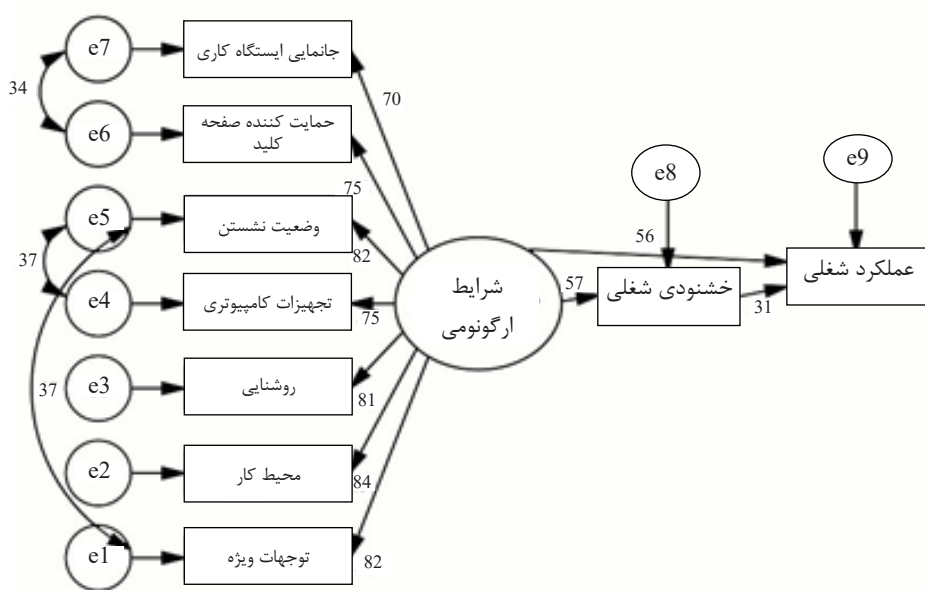 e7
جانمایی ایستگاه کاری
34
70
e6
حمایت کننده صفحه
کلید
75
e5
وضعیت نشستن
82
37
e4
تجهیزات کامپیوتری
75
شرایط
ارگونومی
e8
e9
56
57
خشنودی شغلی
31
عملکرد شغلی
37
e3
روشنایی
81
e2
محیط کار
84
e1
توجهات ویژه
82